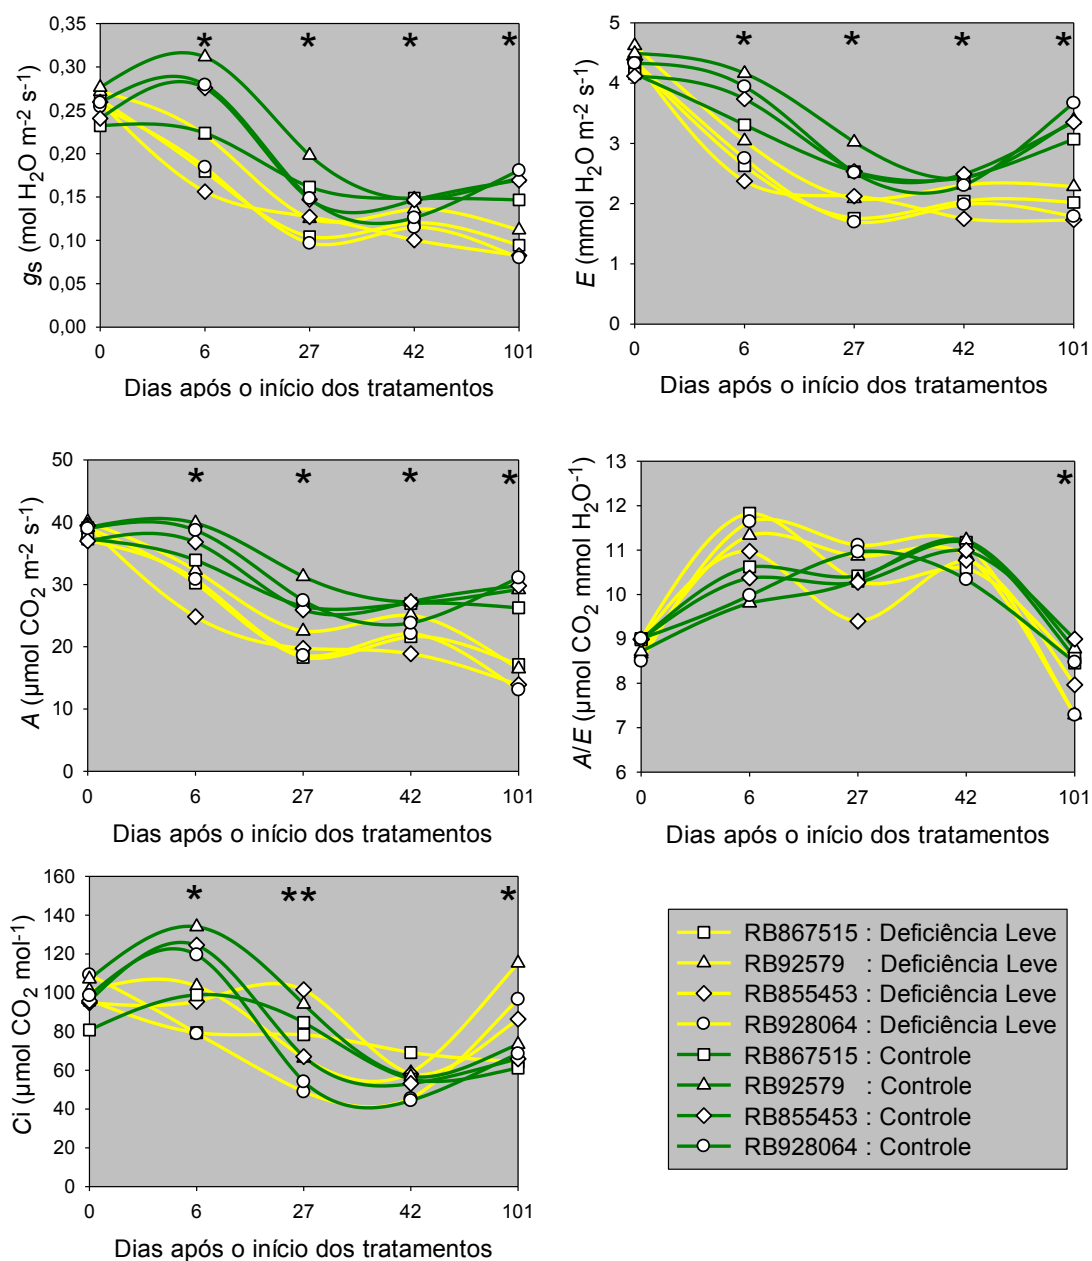 gs (mol H2O m-2 s-1)
0,35
0,30
0,25
0,20
0,15
0,10
0,05
0,00
* * * *
0 6 27 42 101
Dias após o início dos tratamentos
E (mmol H2O m-2 s-1)
5
4
3
2
1
0
* * * *
0 6 27 42 101
Dias após o início dos tratamentos
A (μmol CO2 m-2 s-1)
50
40
30
20
10
0
* * * *
0 6 27 42 101
Dias após o início dos tratamentos
A/E (μmol CO2 mmol H2O-1)
13
12
11
10
9
8
7
6
*
0 6 27 42 101
Dias após o início dos tratamentos
Ci (μmol CO2 mol-1)
160
140
120
100
80
60
40
20
0
* ** *
0 6 27 42 101
Dias após o início dos tratamentos
RB867515 : Deficiência Leve
RB92579 : Deficiência Leve
RB855453 : Deficiência Leve
RB928064 : Deficiência Leve
RB867515 : Controle
RB92579 : Controle
RB855453 : Controle
RB928064 : Controle